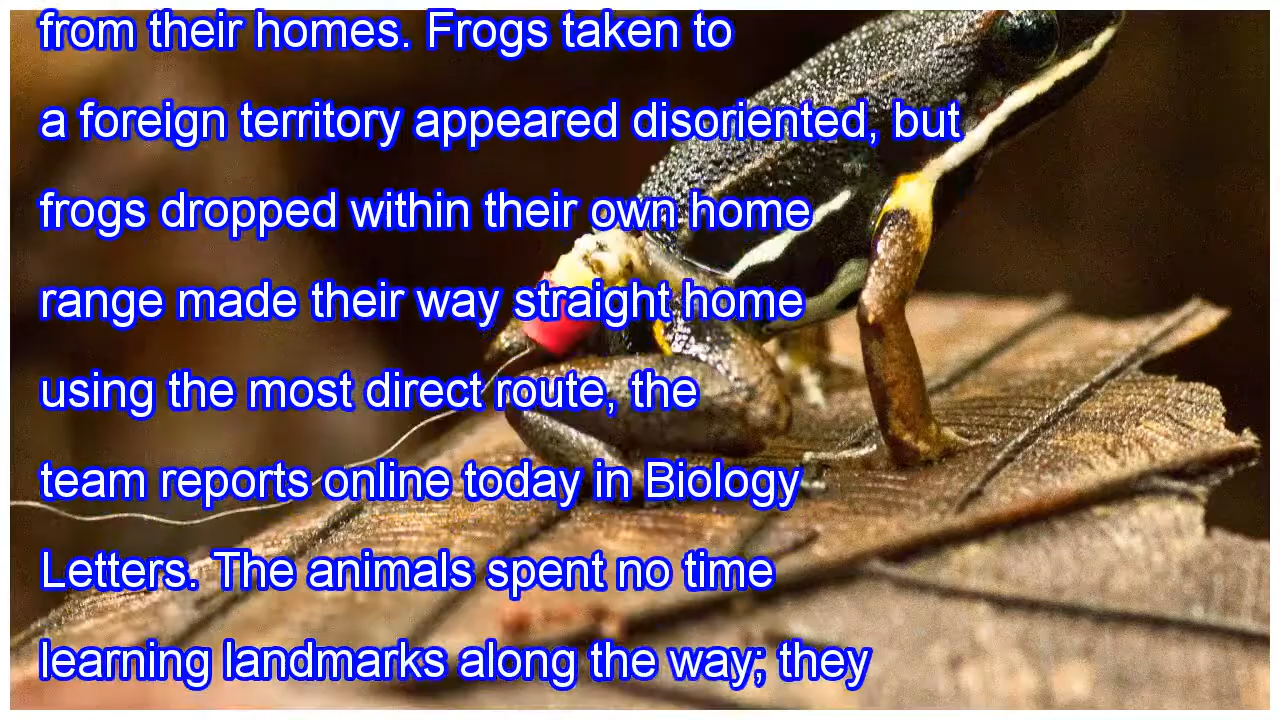 from their homes. Frogs taken to
a foreign territory appeared disoriented, but
frogs dropped within their own home
range made their way straight home
using the most direct route, the
team reports online today in Biology
Letters. The animals spent no time
learning landmarks along the way; they